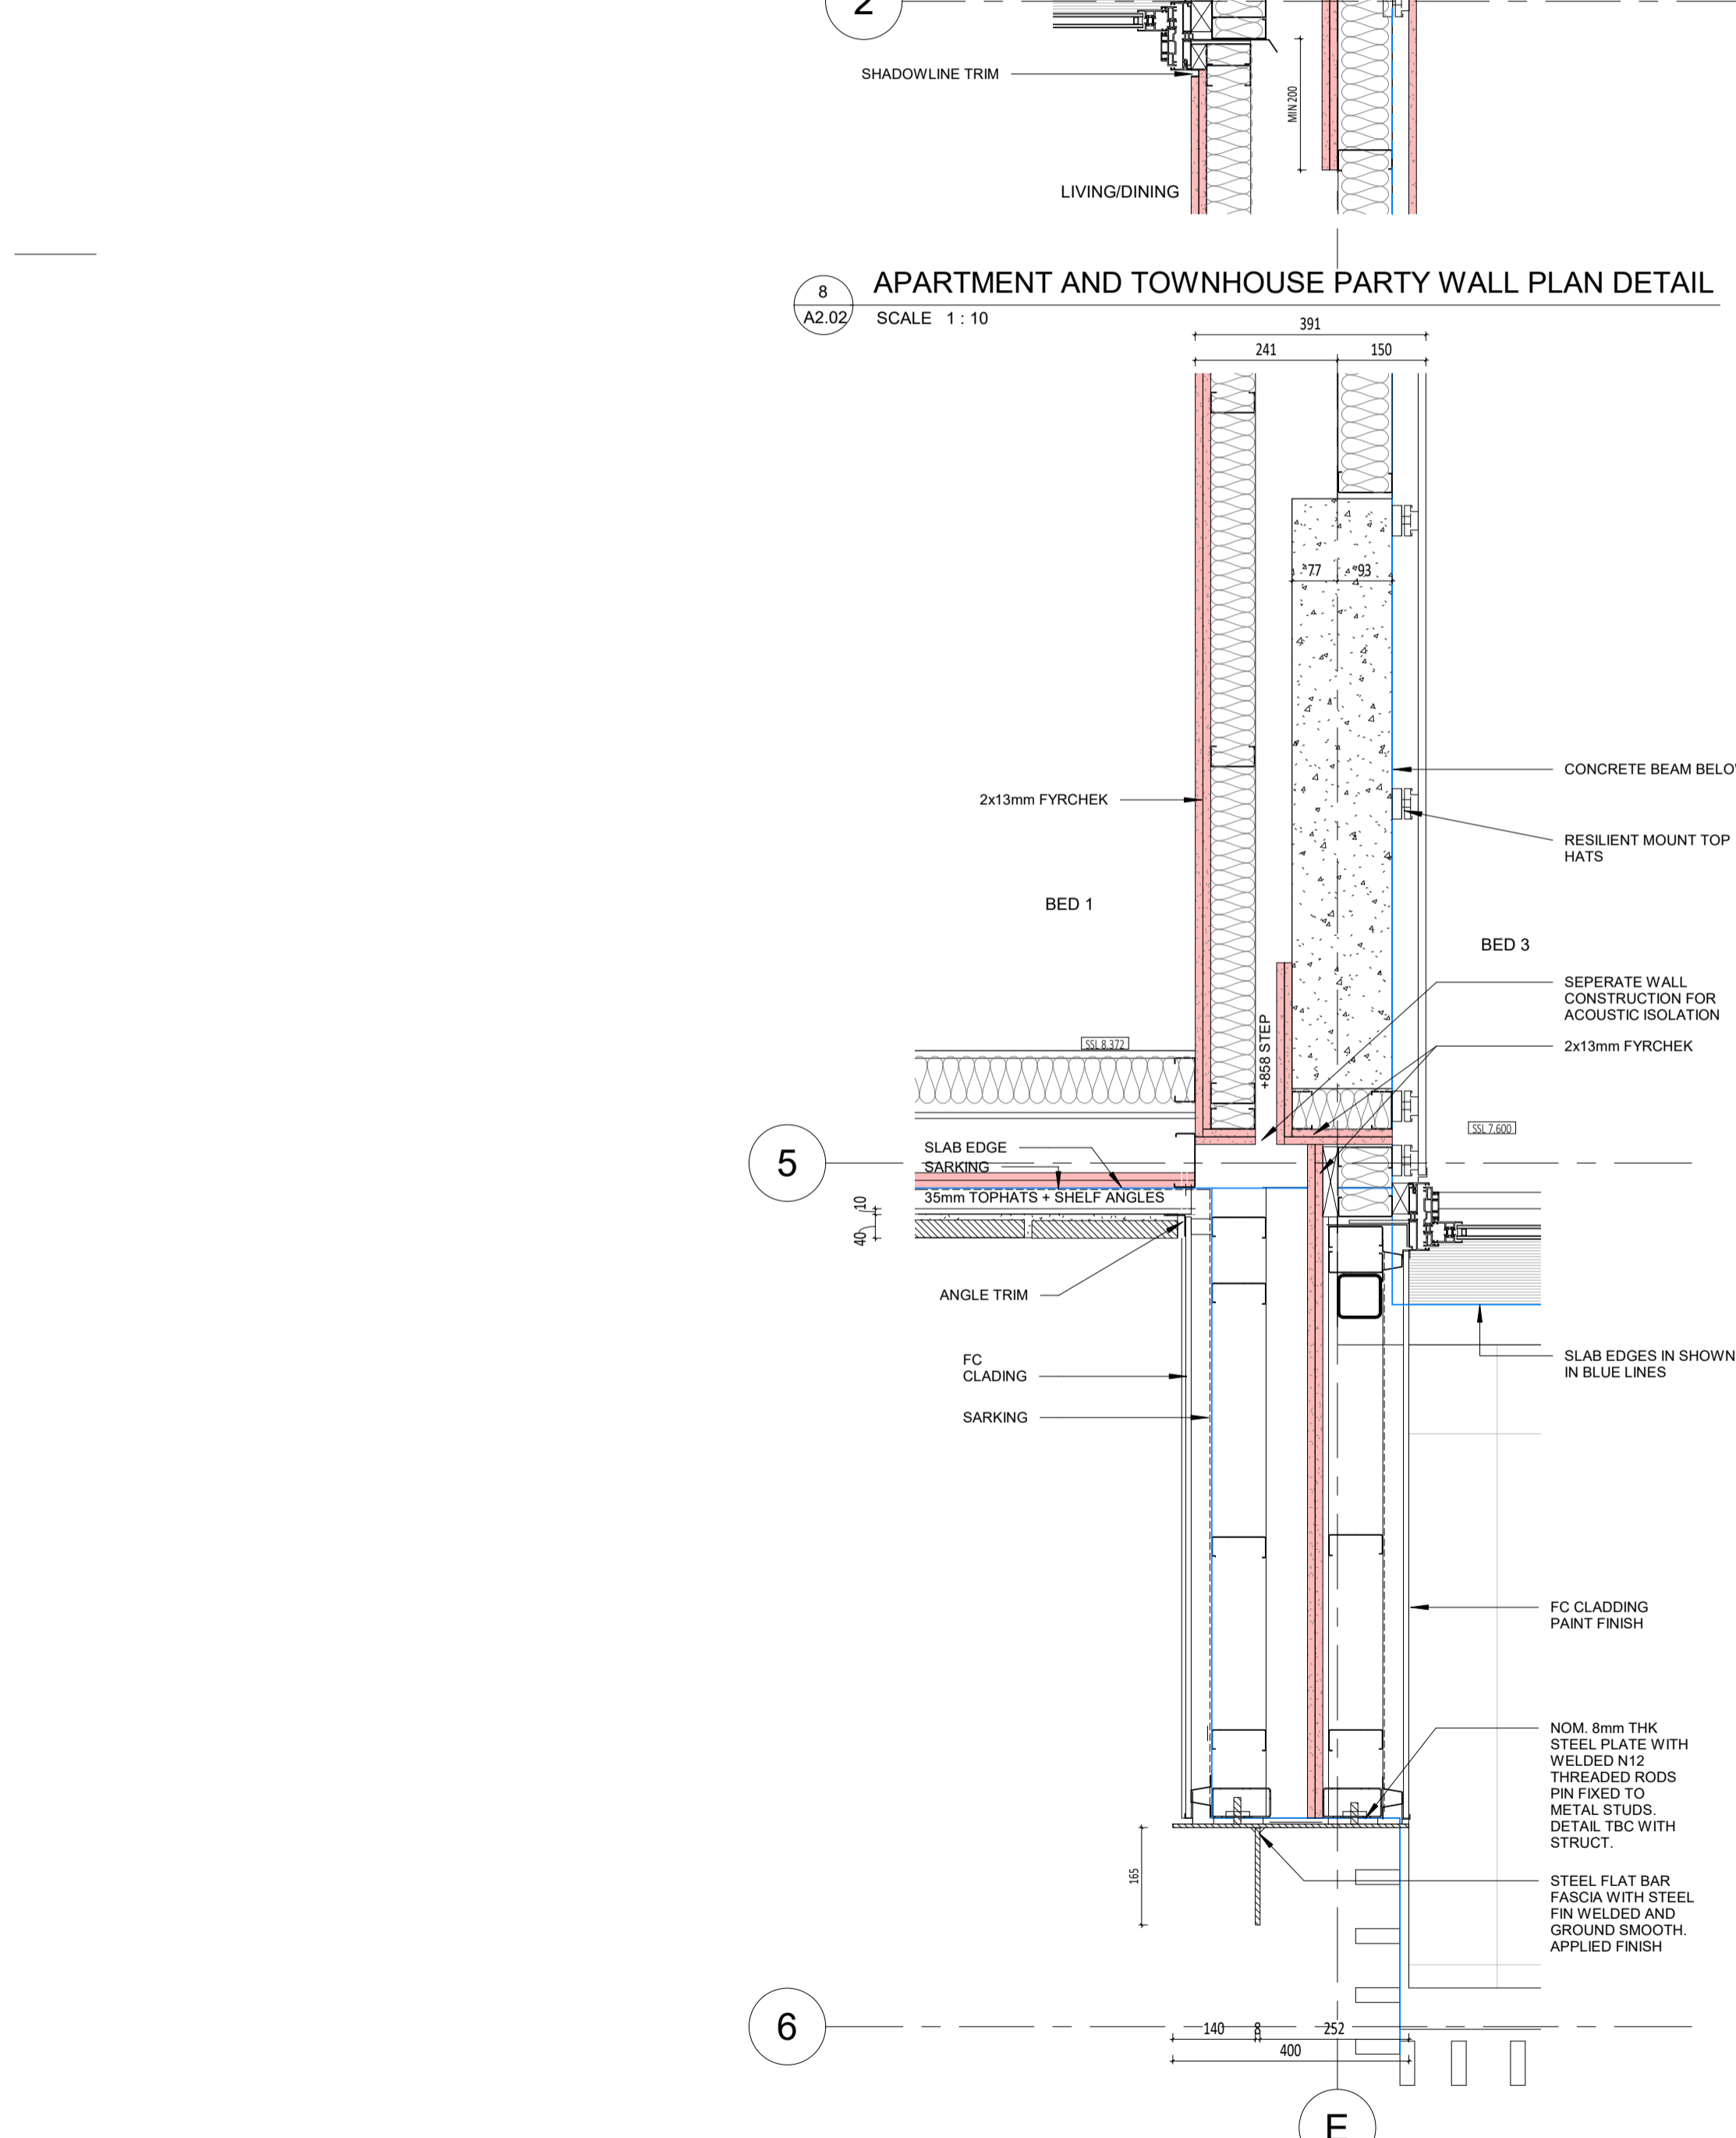 2
SHADOWLINE TRIM
MIN 200
LIVING/DINING
8
A2.02
APARTMENT AND TOWNHOUSE PARTY WALL PLAN DETAIL
SCALE 1 : 10
391
241
150
77
93
CONCRETE BEAM BELO
2x13mm FYRCHEK
RESILIENT MOUNT TOP
HATS
BED 1
BED 3
SEPERATE WALL
CONSTRUCTION FOR
ACOUSTIC ISOLATION
+858 STEP
SSL 8.372
2x13mm FYRCHEK
SSL 7.600
5
SLAB EDGE
SARKING
35mm TOPHATS + SHELF ANGLES
10
40
ANGLE TRIM
FC
CLADING
SLAB EDGES IN SHOWN
IN BLUE LINES
SARKING
FC CLADDING
PAINT FINISH
NOM. 8mm THK
STEEL PLATE WITH
WELDED N12
THREADED RODS
PIN FIXED TO
METAL STUDS.
DETAIL TBC WITH
STRUCT.
165
STEEL FLAT BAR
FASCIA WITH STEEL
FIN WELDED AND
GROUND SMOOTH.
APPLIED FINISH
6
140
8
252
400